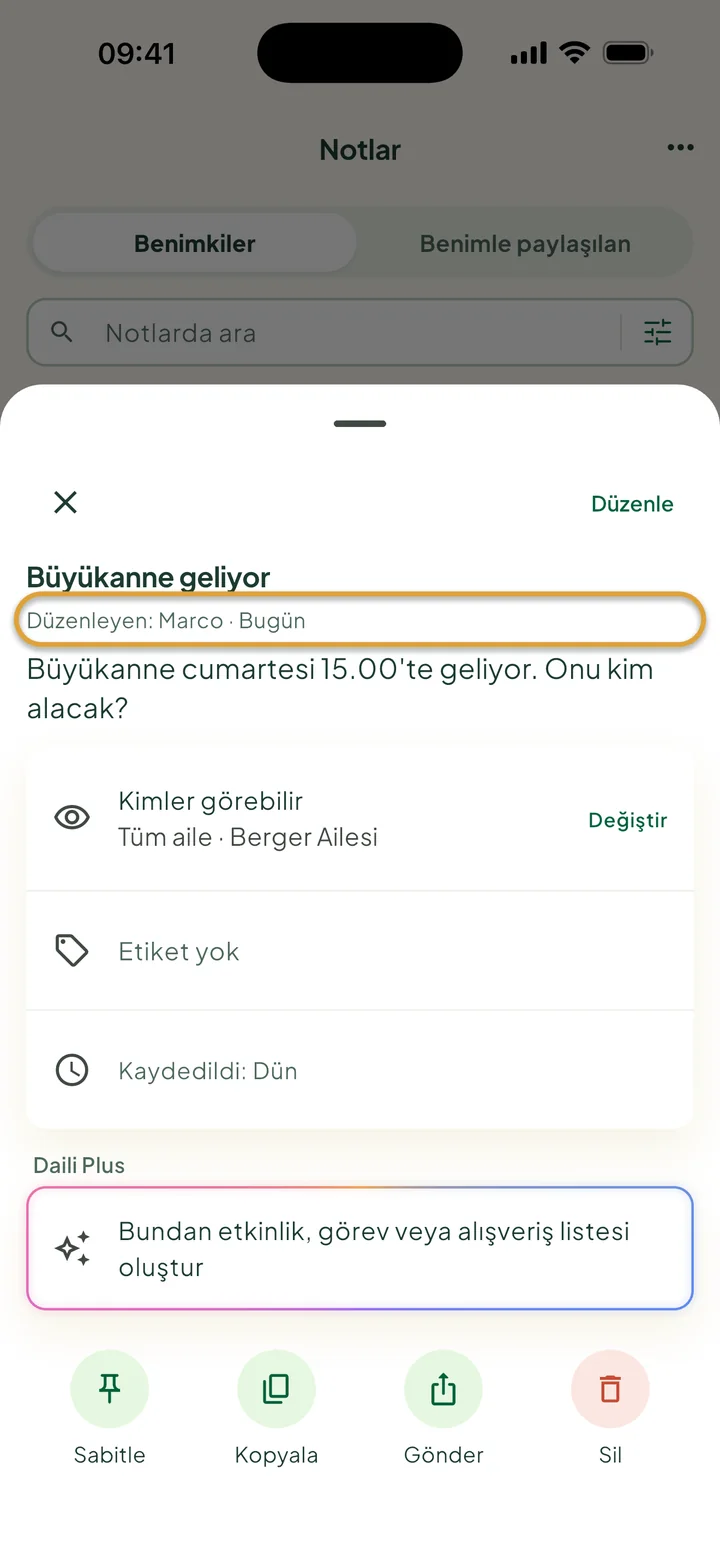 09:41
Notlar
Benimkiler
Benimle paylaşılan
Notlarda ara
Düzenle
Büyükanne geliyor
Düzenleyen: Marco · Bugün
Büyükanne cumartesi 15.00'te geliyor. Onu kim
alacak?
Kimler görebilir
Tüm aile · Berger Ailesi
Değiştir
Etiket yok
Kaydedildi: Dün
Daili Plus
Bundan etkinlik, görev veya alışveriş listesi
oluştur
Sabitle
Kopyala
Gönder
Sil